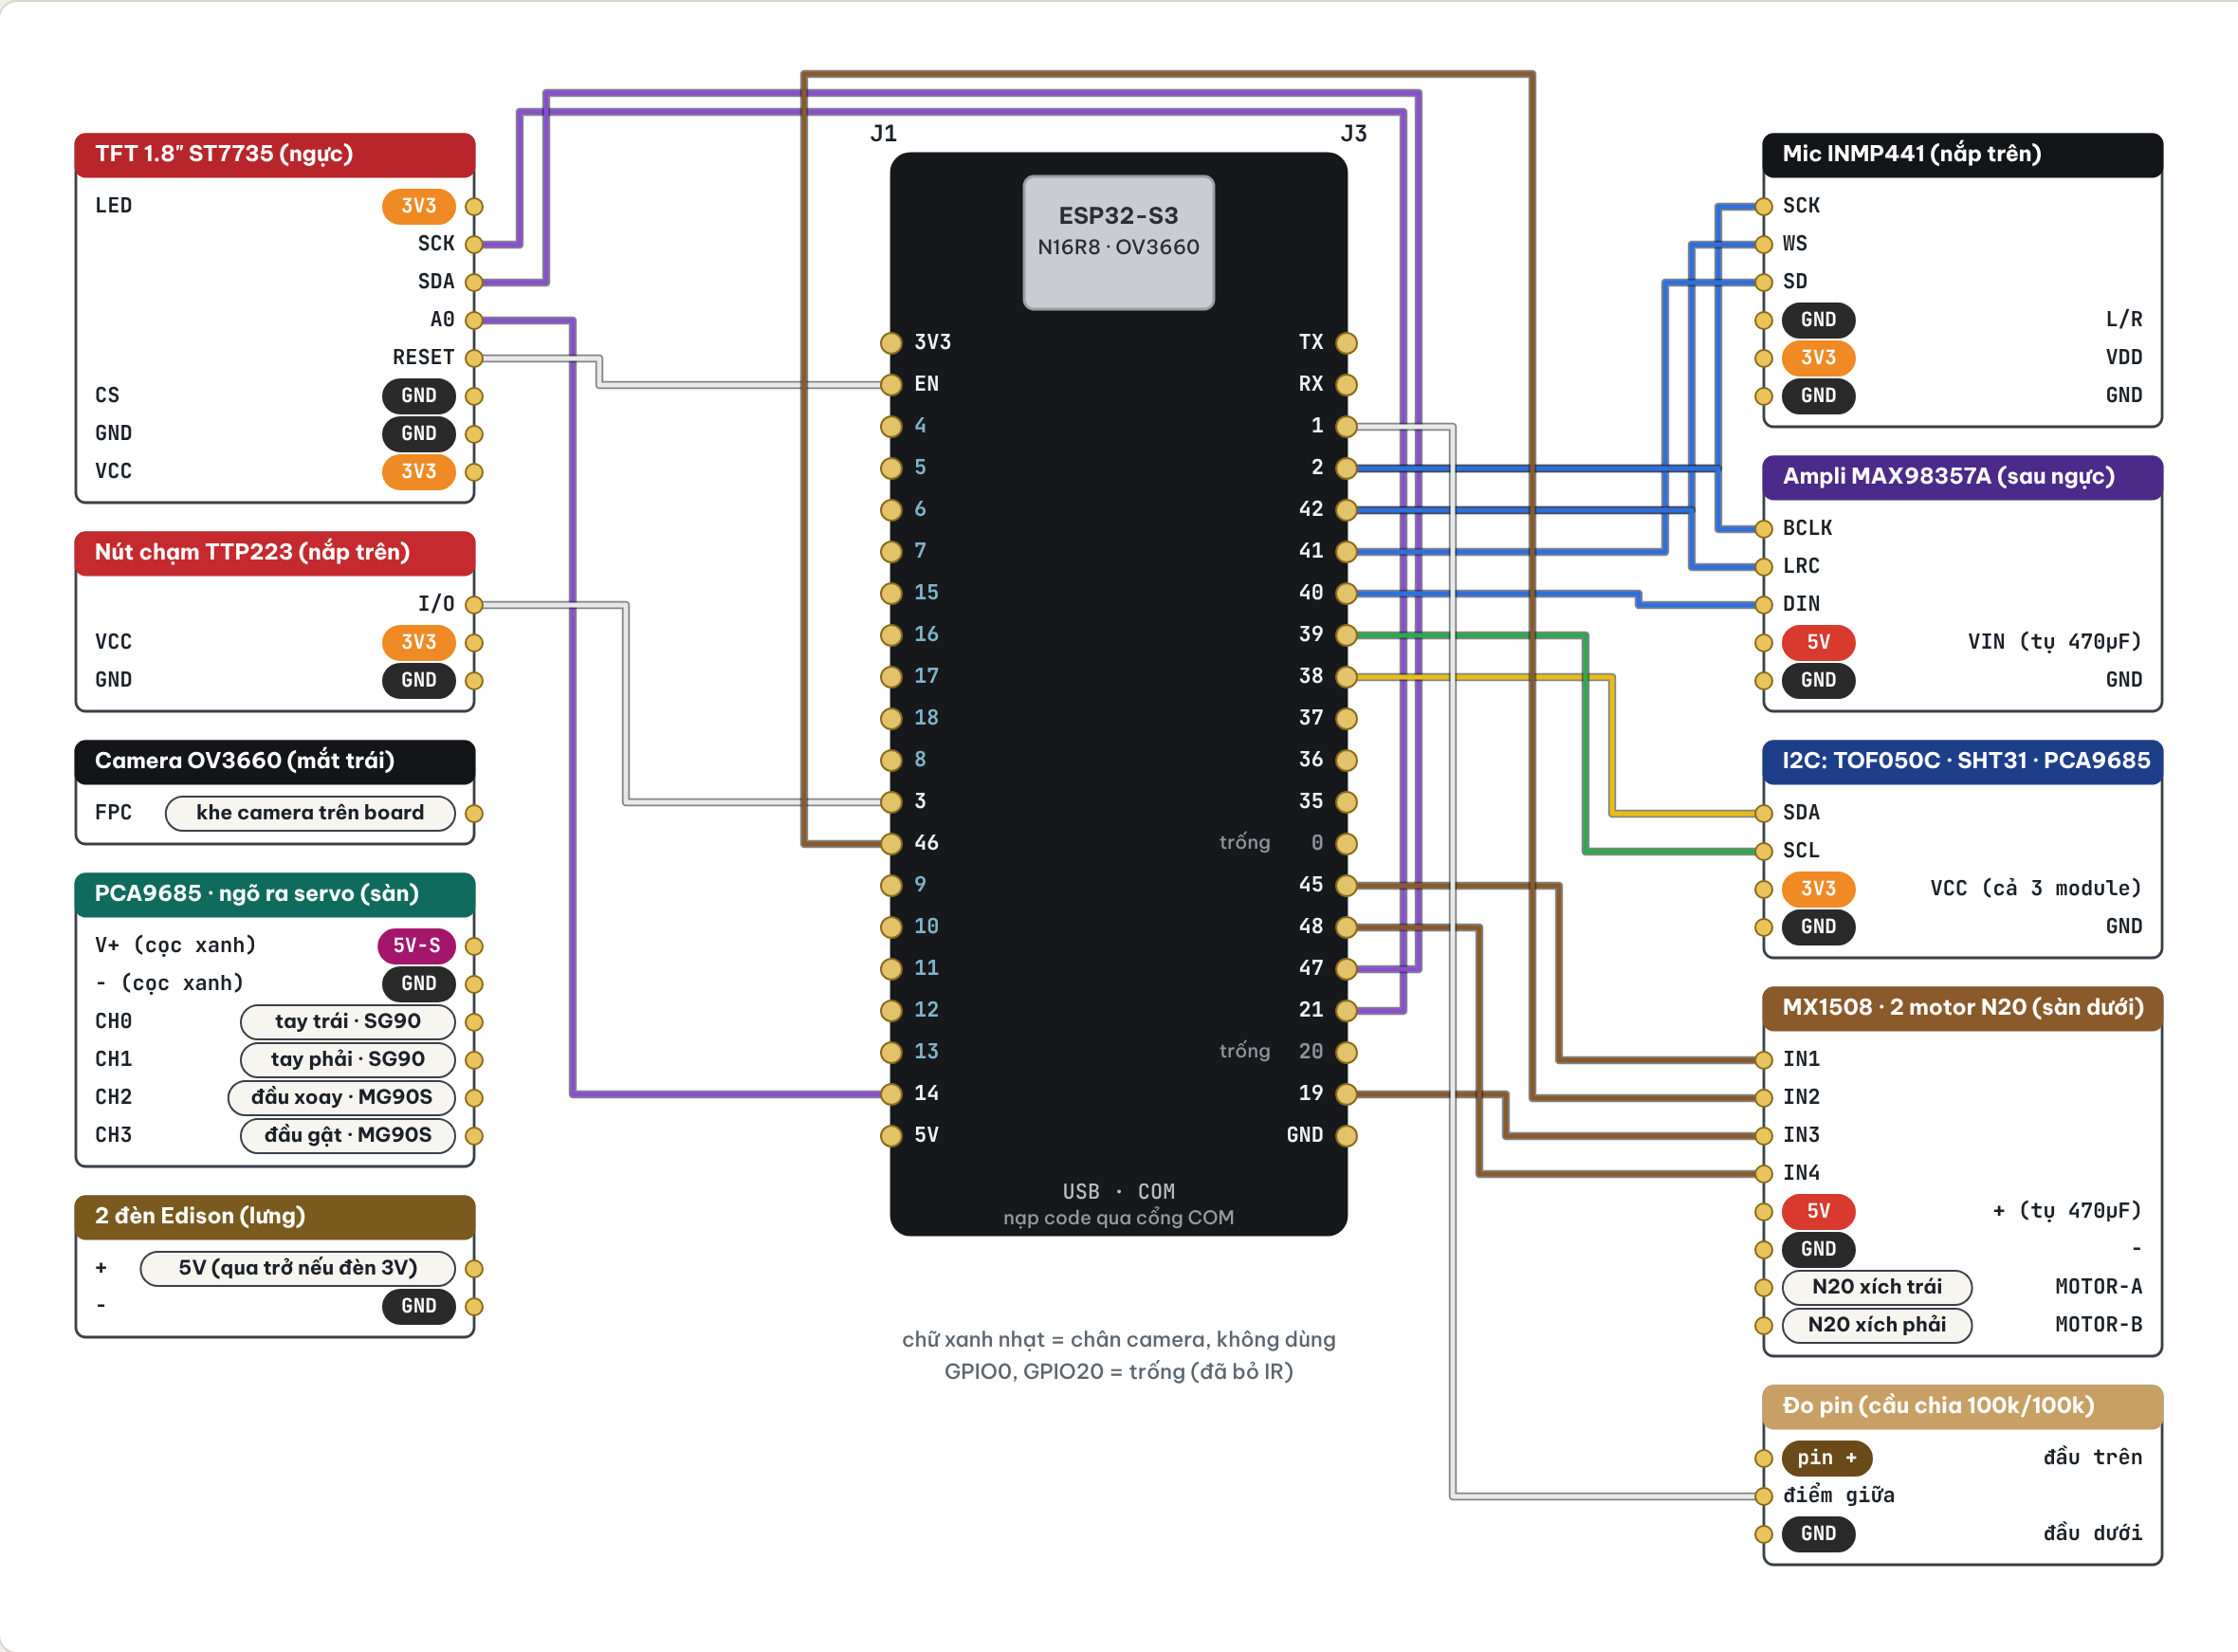 J1
J3
TFT 1.8" ST7735 (ngực)
LED 3V3
SCK
SDA
A0
RESET
CS GND
GND GND
VCC 3V3
Nút chạm TTP223 (nắp trên)
I/O
VCC 3V3
GND GND
Camera OV3660 (mắt trái)
FPC khe camera trên board
PCA9685 · ngõ ra servo (sàn)
V+ (cọc xanh) 5V-S
- (cọc xanh) GND
CH0 tay trái · SG90
CH1 tay phải · SG90
CH2 đầu xoay · MG90S
CH3 đầu gật · MG90S
2 đèn Edison (lưng)
+ 5V (qua trở nếu đèn 3V)
- GND
ESP32-S3
N16R8 · OV3660
3V3 TX
EN RX
4 1
5 2
6 42
7 41
15 40
16 39
17 38
18 37
8 36
3 35
46 trống 0
9 45
10 48
11 47
12 21
13 trống 20
14 19
5V GND
USB · COM
nạp code qua cổng COM
chữ xanh nhạt = chân camera, không dùng
GPIO0, GPIO20 = trống (đã bỏ IR)
Mic INMP441 (nắp trên)
SCK
WS
SD
GND L/R
3V3 VDD
GND GND
Ampli MAX98357A (sau ngực)
BCLK
LRC
DIN
5V VIN (tụ 470µF)
GND GND
I2C: TOF050C · SHT31 · PCA9685
SDA
SCL
3V3 VCC (cả 3 module)
GND GND
MX1508 · 2 motor N20 (sàn dưới)
IN1
IN2
IN3
IN4
5V + (tụ 470µF)
GND -
N20 xích trái MOTOR-A
N20 xích phải MOTOR-B
Đo pin (cầu chia 100k/100k)
pin + đầu trên
điểm giữa
GND đầu dưới